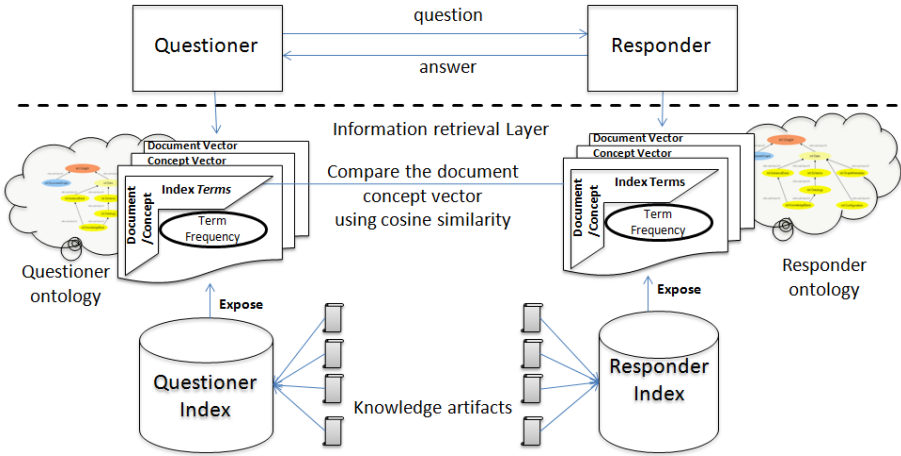 question
Questioner
Responder
answer
Information retrieval Layer
Document Vector
Concept Vector
Index Terms
Document
/Concept
Term
Frequency
Compare the document
concept vector
using cosine similarity
Document Vector
Concept Vector
Index Terms
Document
/Concept
Term
Frequency
Questioner
ontology
Responder
ontology
Expose
Expose
Questioner
Index
Knowledge artifacts
Responder
Index